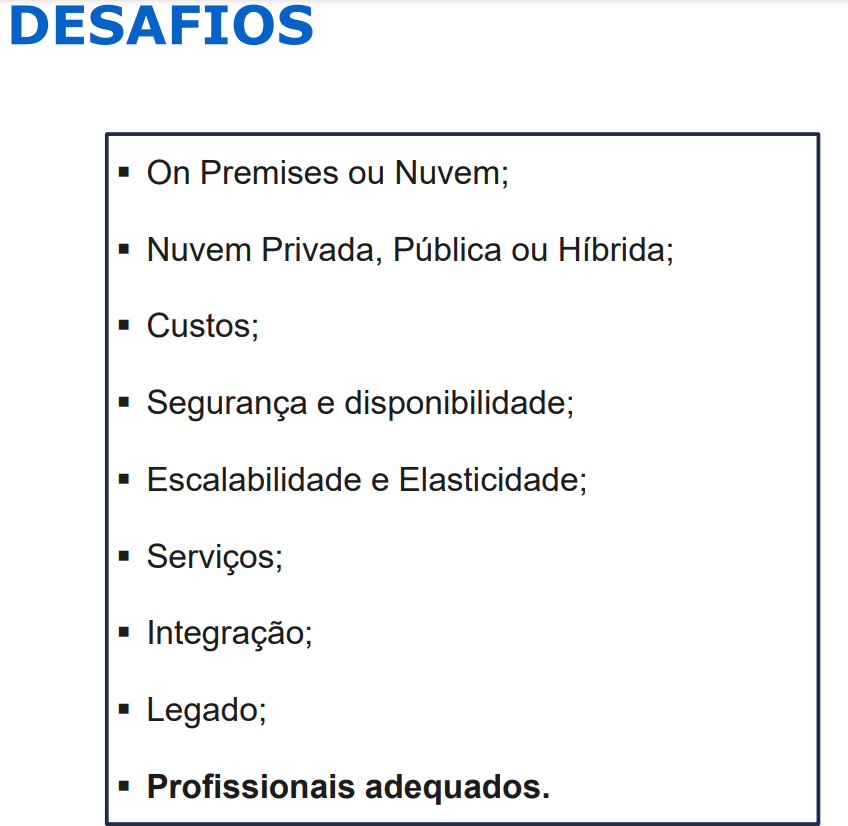 DESAFIOS
▪ On Premises ou Nuvem;
▪ Nuvem Privada, Pública ou Híbrida;
▪ Custos;
▪ Segurança e disponibilidade;
▪ Escalabilidade e Elasticidade;
▪ Serviços;
▪ Integração;
▪ Legado;
▪ Profissionais adequados.